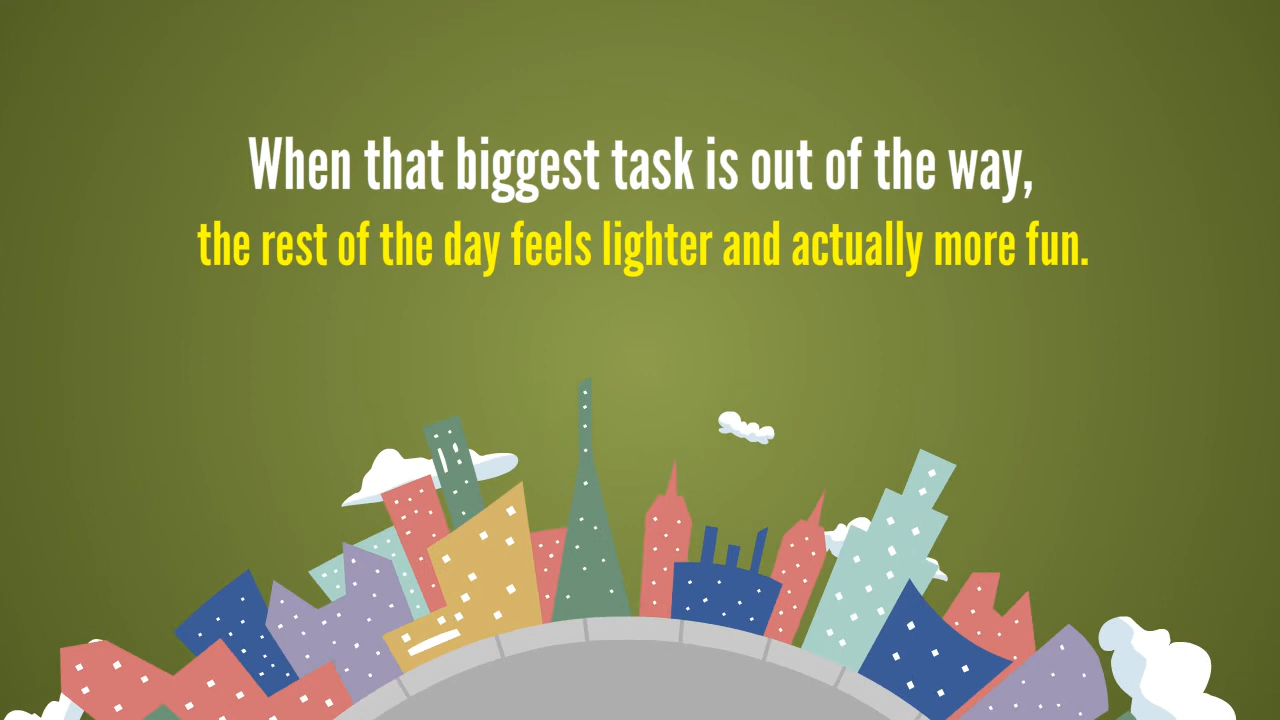 When that biggest task is out of the way,
the rest of the day feels lighter and actually more fun.